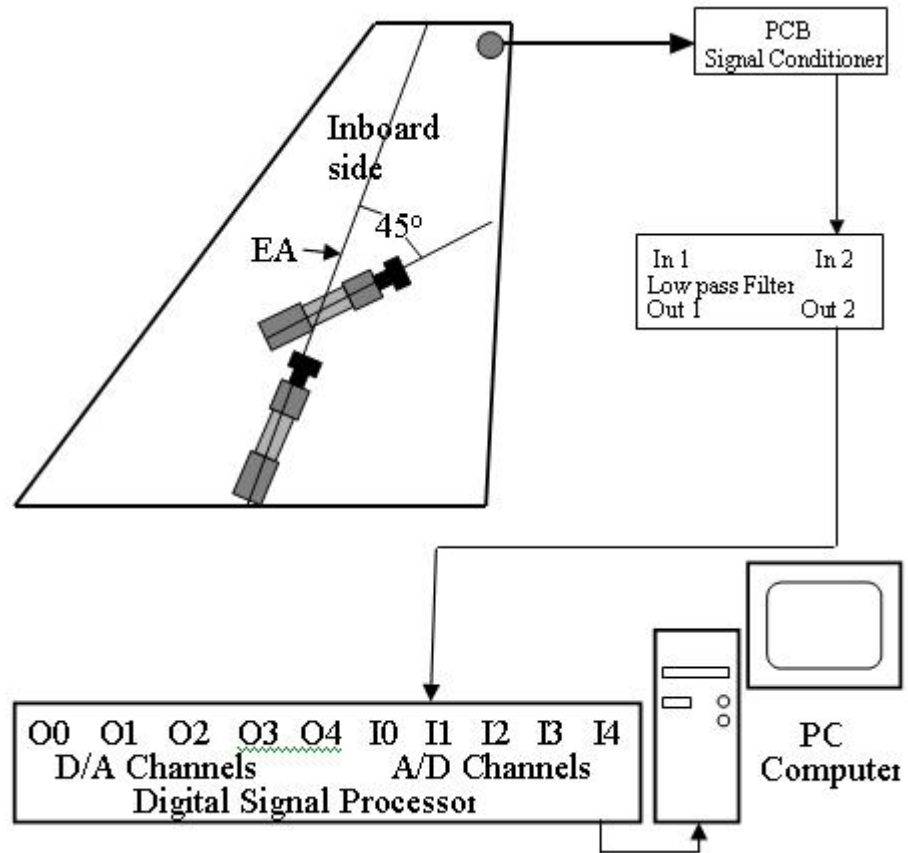 PCB
Signal Conditioner
Inboard
side
45º
EA
In 1 In 2
Low pass Filter
Out 1 Out 2
O0 O1 O2 O3 O4 I0 I1 I2 I3 I4
D/A Channels A/D Channels
Digital Signal Processor
PC
Computer